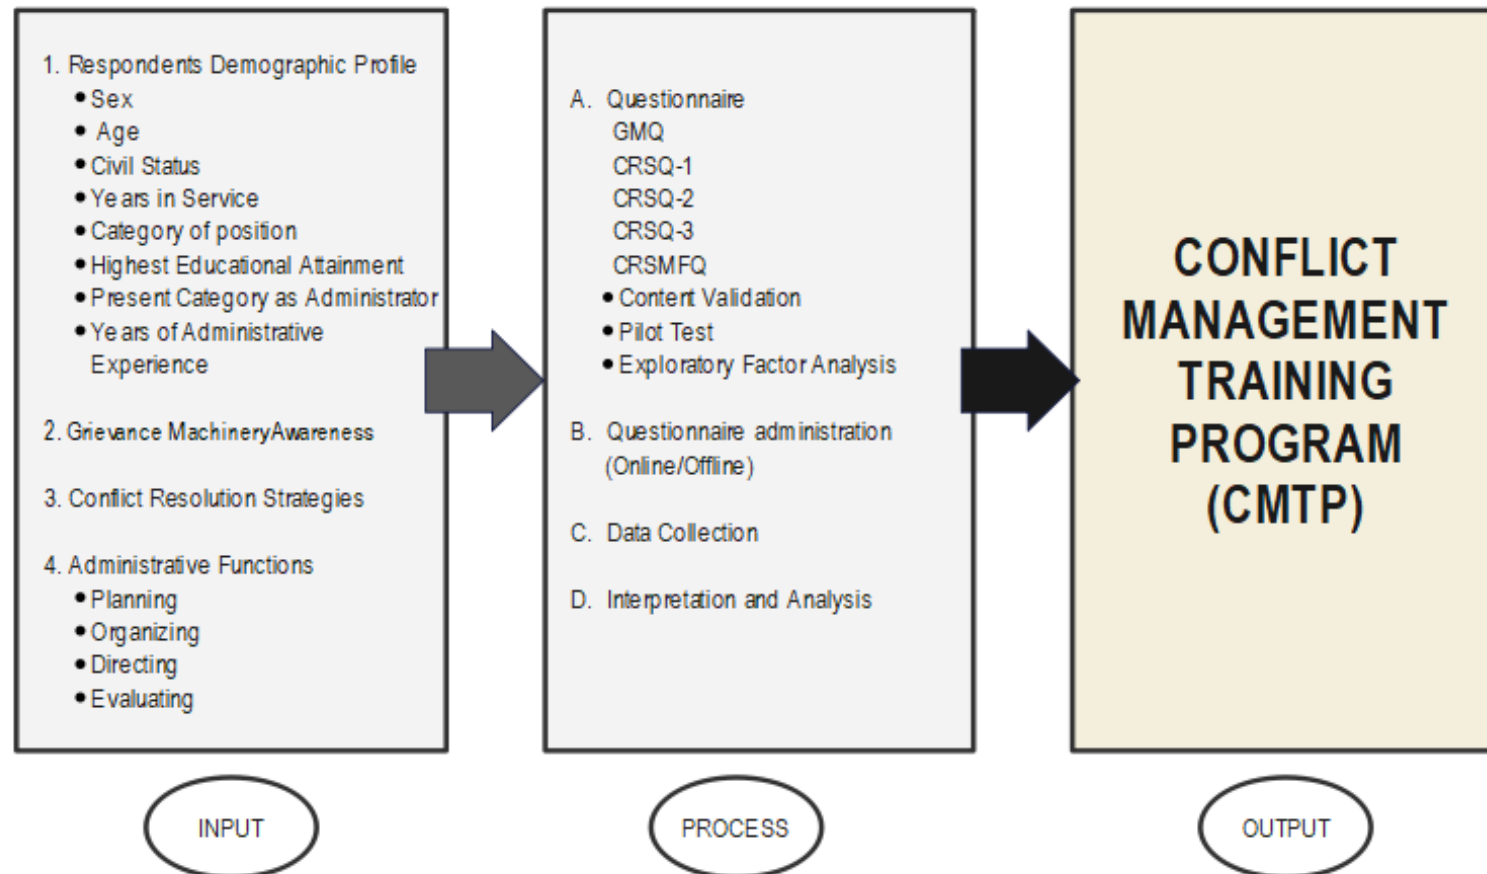 1. Respondents Demographic Profile
• Sex
• Age
• Civil Status
• Years in Service
• Category of position
• Highest Educational Attainment
• Present Category as Administrator
• Years of Administrative
Experience
2. Grievance MachineryAwareness
3. Conflict Resolution Strategies
4. Administrative Functions
• Planning
• Organizing
• Directing
• Evaluating
INPUT
A. Questionnaire
GMQ
CRSQ-1
CRSQ-2
CRSQ-3
CRSMFQ
• Content Validation
• Pilot Test
• Exploratory Factor Analysis
B. Questionnaire administration
(Online/Offline)
C. Data Collection
D. Interpretation and Analysis
PROCESS
CONFLICT
MANAGEMENT
TRAINING
PROGRAM
(CMTP)
OUTPUT